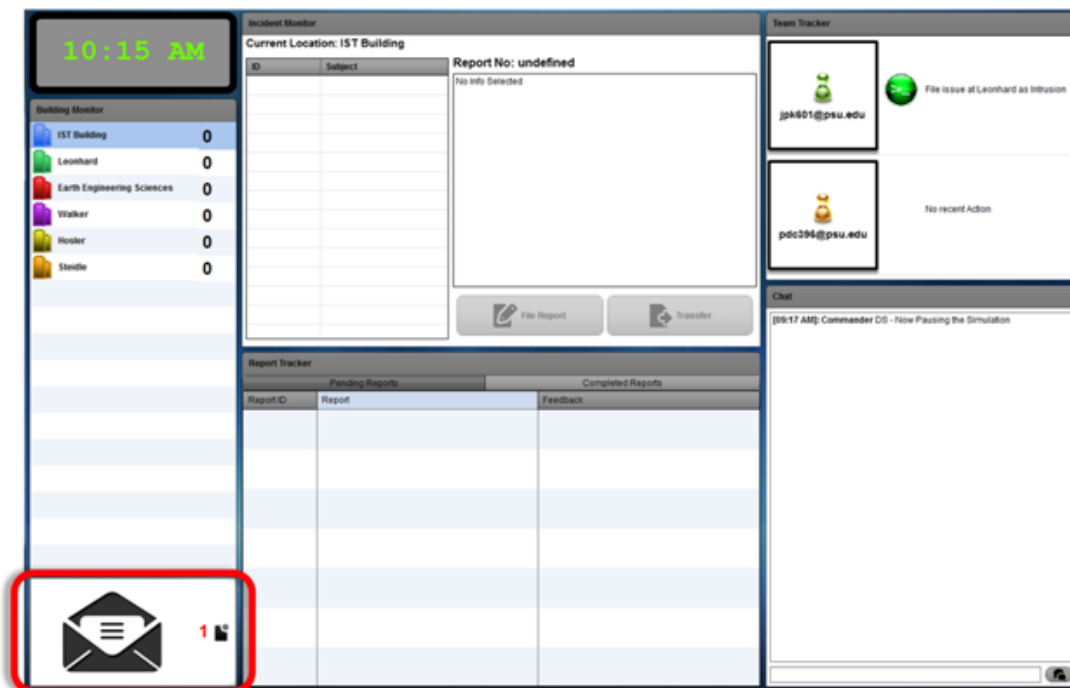 10:15 AM
Building Monitor
IST Building 0
Leonhard 0
Earth Engineering Sciences 0
Walker 0
Hosler 0
Steidle 0
1
Incident Monitor
Current Location: IST Building
ID Subject
Report No: undefined
No Info Selected
File Report Transfer
Report Tracker
Pending Reports Completed Reports
Report ID Report Feedback
Team Tracker
jpk601@psu.edu
File issue at Leonhard as Intrusion
pdc396@psu.edu
No recent Action
Chat
[09:17 AM]: Commander DS - Now Pausing the Simulation